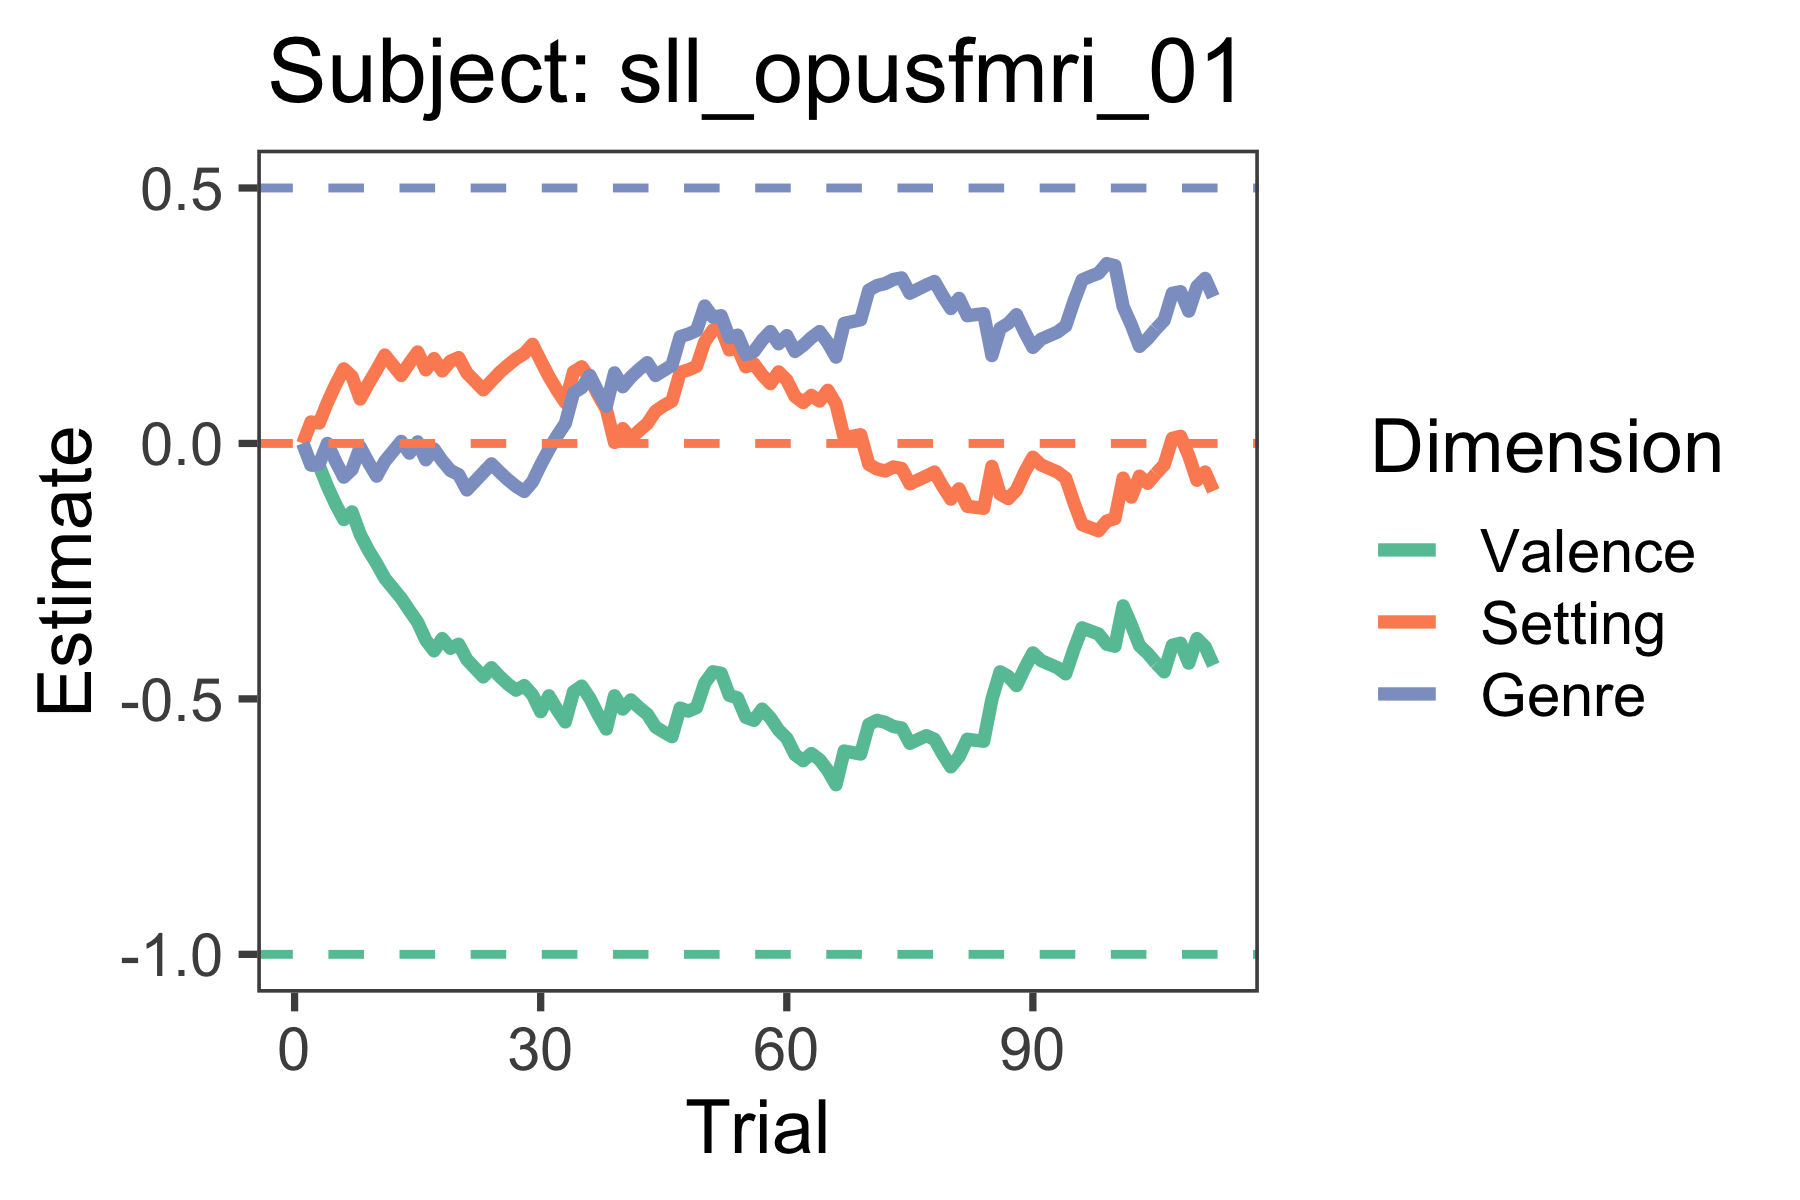 Subject: sll_opusfmri_01
0.5
0.0
-0.5
-1.0
Estimate
0 30 60 90
Trial
Dimension
Valence
Setting
Genre